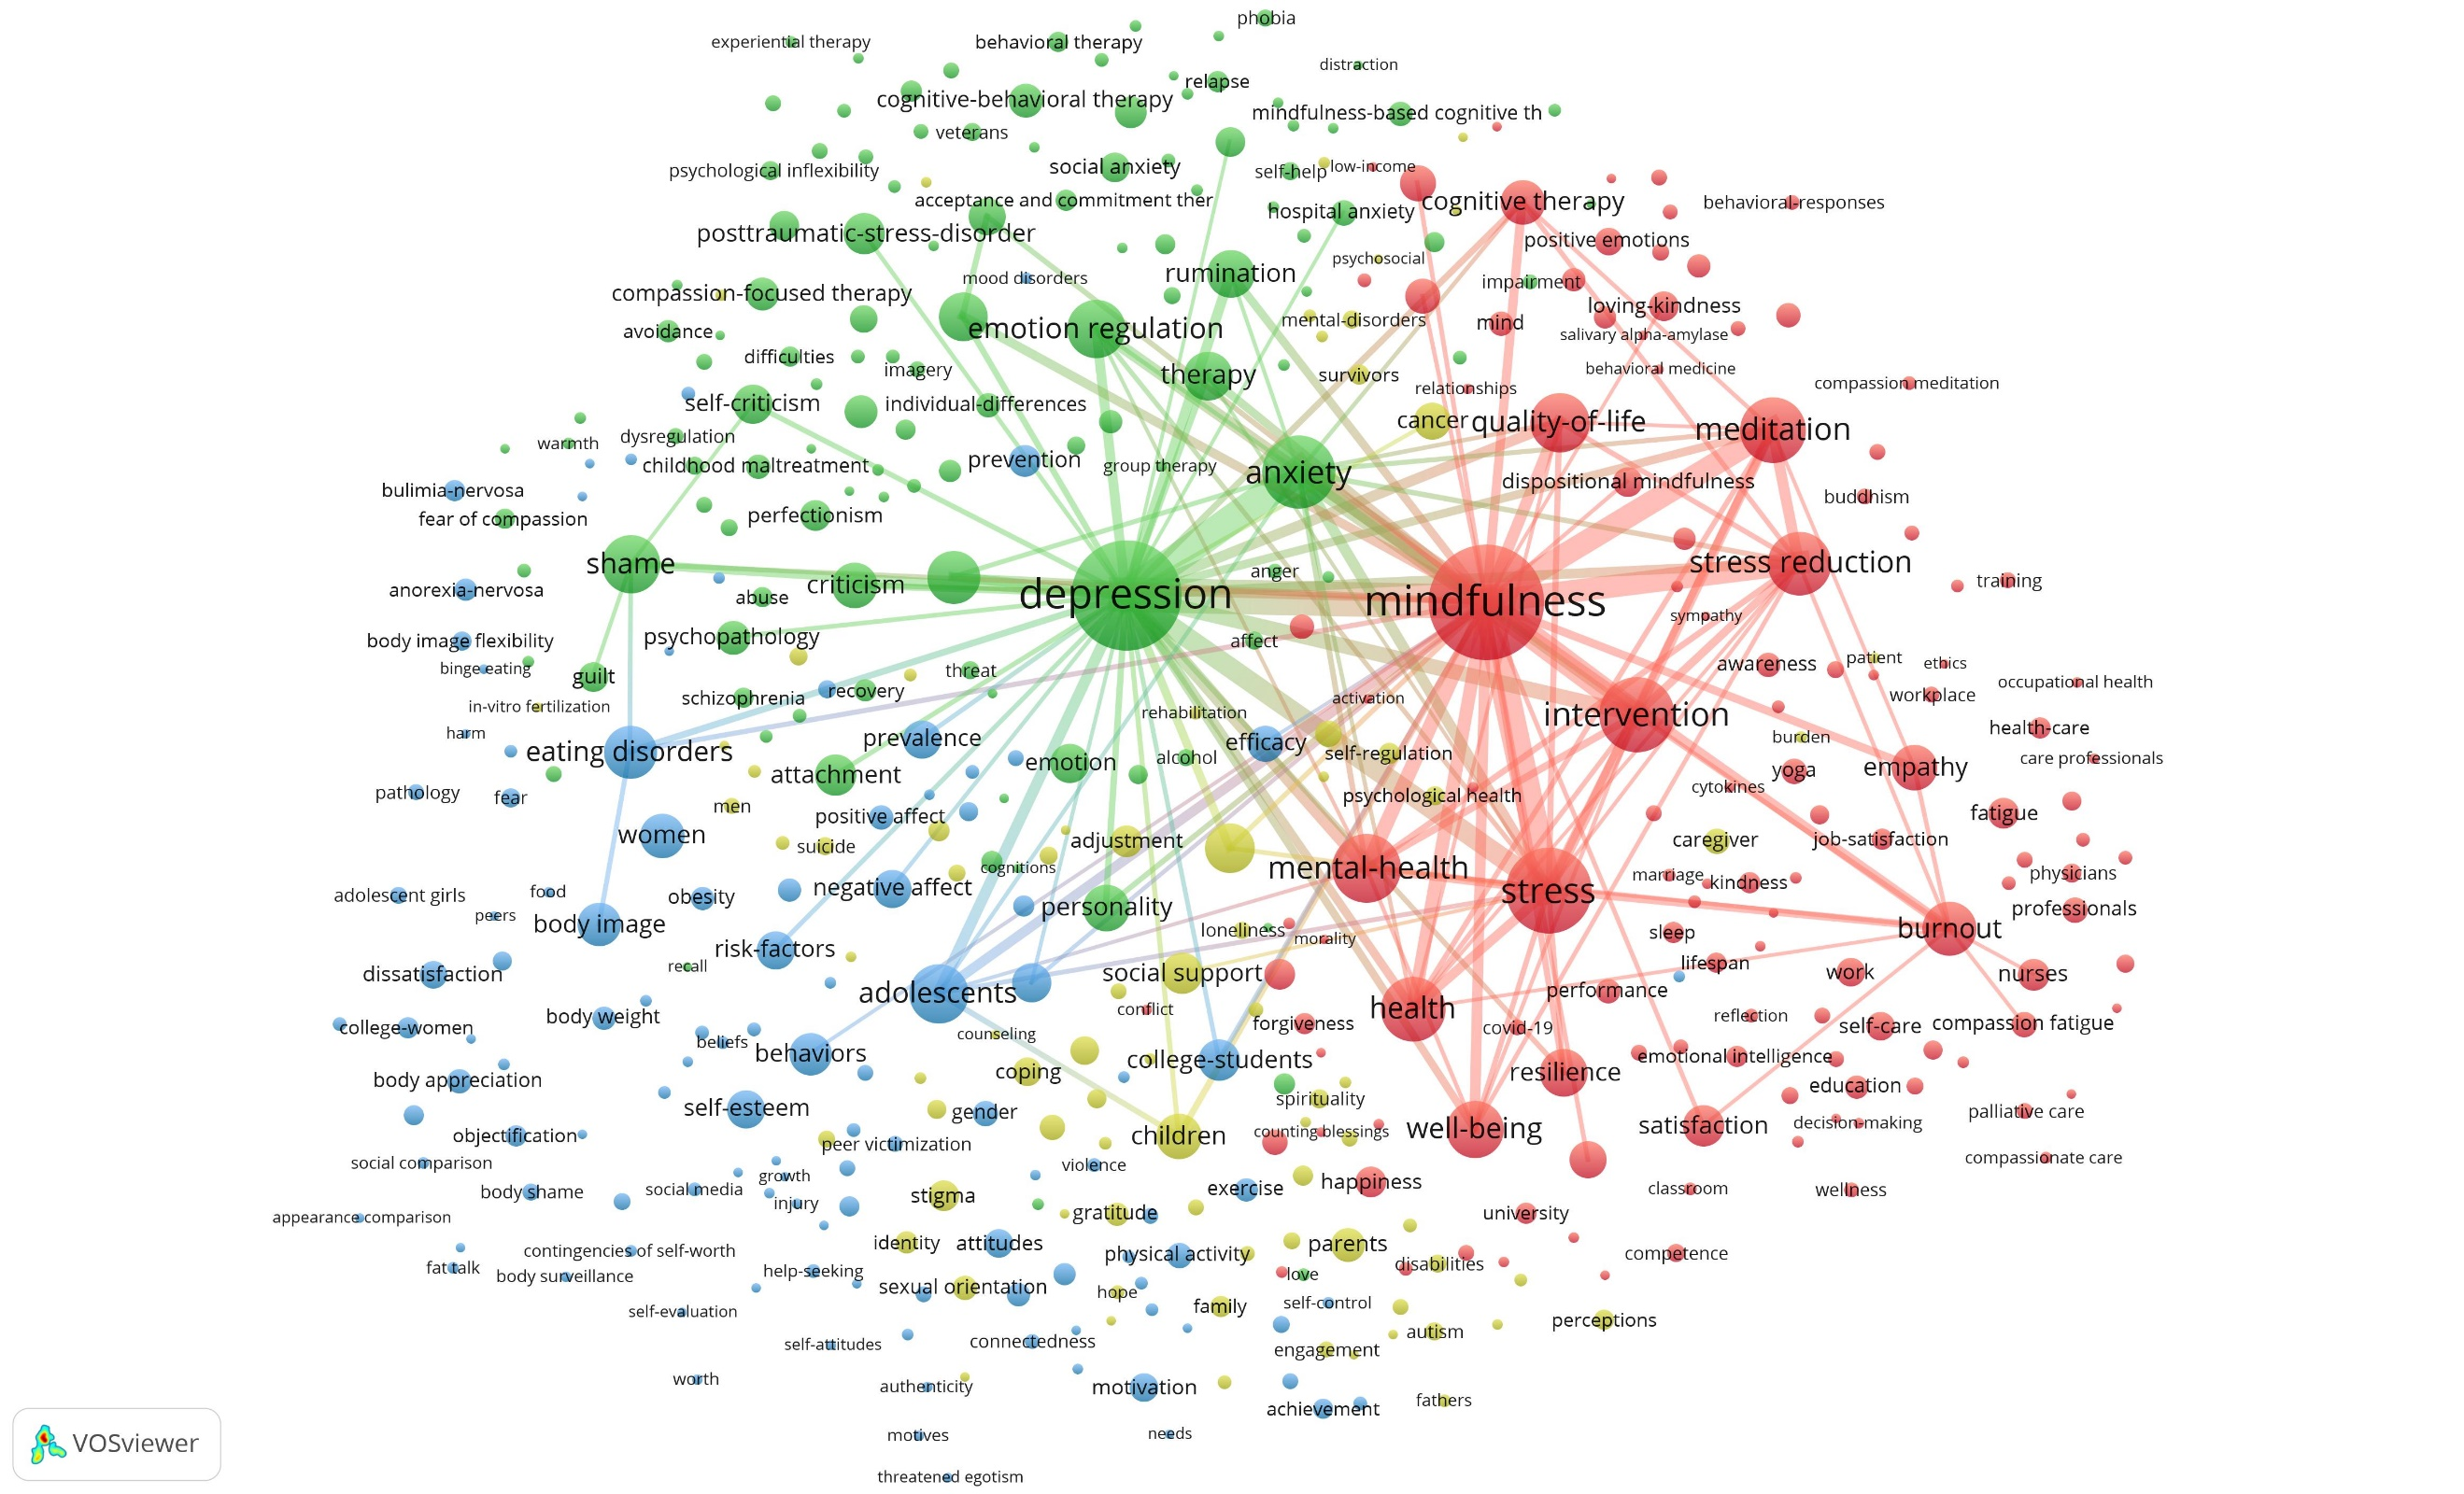 phobia
experiential therapy
behavioral therapy
distraction
relapse
cognitive-behavioral therapy
mindfulness-based cognitive th
veterans
social anxiety
low-income
psychological inflexibility
self-help
acceptance and commitment ther
cognitive therapy
behavioral-responses
hospital anxiety
posttraumatic-stress-disorder
positive emotions
psychosocial
rumination
mood disorders
impairment
compassion-focused therapy
loving-kindness
mental-disorders
mind
emotion regulation
avoidance
salivary alpha-amylase
difficulties
imagery
behavioral medicine
therapy
survivors
compassion meditation
relationships
self-criticism
individual-differences
cancer
quality-of-life
meditation
dysregulation
warmth
prevention
childhood maltreatment
group therapy
anxiety
dispositional mindfulness
bulimia-nervosa
buddhism
perfectionism
fear of compassion
shame
stress reduction
anger
training
criticism
anorexia-nervosa
abuse
depression
mindfulness
sympathy
psychopathology
body image flexibility
affect
patient
awareness
ethics
binge-eating
threat
guilt
occupational health
recovery
workplace
schizophrenia
activation
in-vitro fertilization
rehabilitation
intervention
health-care
harm
burden
prevalence
efficacy
eating disorders
self-regulation
alcohol
care professionals
emotion
empathy
yoga
attachment
cytokines
pathology
fear
psychological health
men
fatigue
positive affect
women
caregiver
job-satisfaction
adjustment
suicide
cognitions
mental-health
physicians
marriage
kindness
negative affect
stress
food
adolescent girls
obesity
personality
professionals
peers
body image
burnout
loneliness
sleep
morality
risk-factors
lifespan
recall
dissatisfaction
social support
work
nurses
adolescents
performance
health
conflict
body weight
reflection
forgiveness
compassion fatigue
self-care
college-women
covid-19
counseling
beliefs
behaviors
college-students
emotional intelligence
coping
resilience
body appreciation
education
spirituality
self-esteem
gender
palliative care
decision-making
satisfaction
well-being
counting blessings
children
objectification
peer victimization
compassionate care
social comparison
violence
growth
happiness
exercise
social media
classroom
wellness
body shame
stigma
injury
gratitude
university
appearance comparison
identity
attitudes
parents
contingencies of self-worth
physical activity
competence
disabilities
fat talk
help-seeking
love
body surveillance
sexual orientation
hope
self-control
family
self-evaluation
perceptions
autism
connectedness
self-attitudes
engagement
worth
authenticity
motivation
fathers
achievement
needs
motives
VOSviewer
threatened egotism